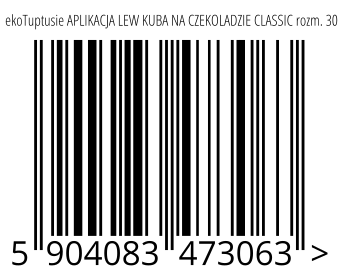 ekoTuptusie APLIKACJA LEW KUBA NA CZEKOLADZIE CLASSIC rozm. 30
5 904083 473063 >